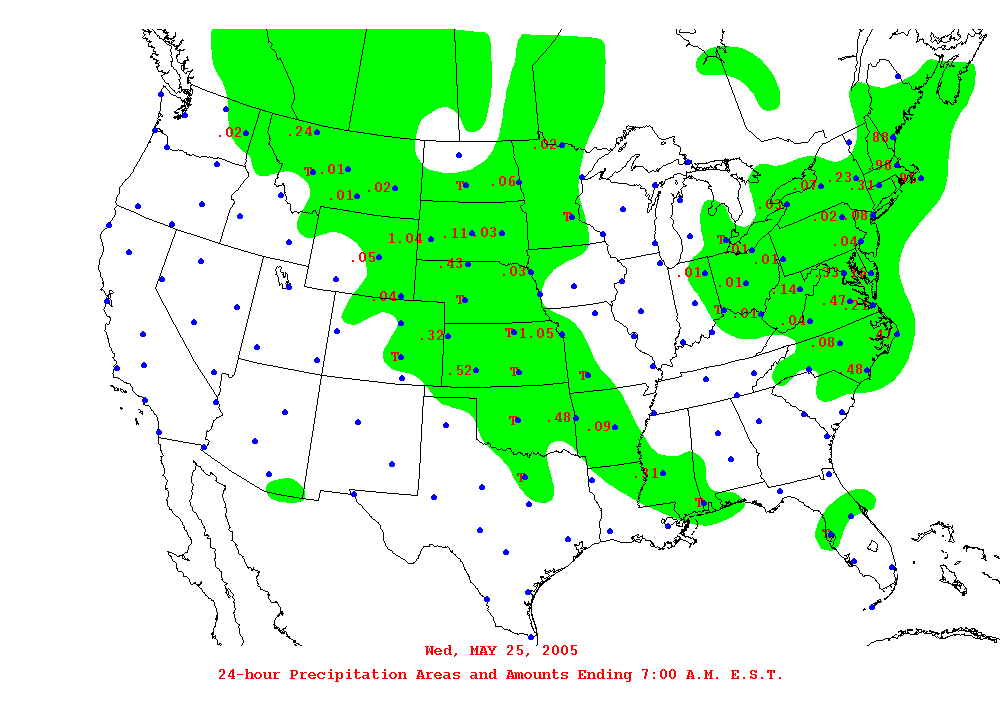 .02
.88
.02 .24
.98
T .01
.01 .02 T .06
.07 .23 .31
.03
T
.02 .08
1.04 .11 .03
T .01
.04
.05 .43 .03
.01 .01
.01
.33
.04 T
.14
.47 .21
T .01
.04
.32 T 1.05
.08 .47
T
.52 T T
.48
T .48 .09
T .31
T
T
Wed, MAY 25, 2005
24-hour Precipitation Areas and Amounts Ending 7:00 A.M. E.S.T.